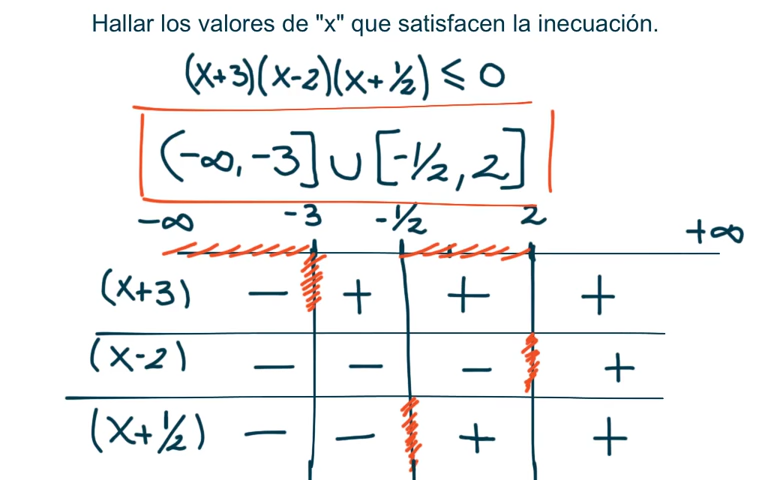 Hallar los valores de "x" que satisfacen la inecuación.
(x+3)(x-2)(x+½) ≤ 0
(-∞,-3] ∪ [-½, 2]
-∞ -3 -½ 2 +∞
(x+3) - + + +
(x-2) - - - +
(x+½) - - + +